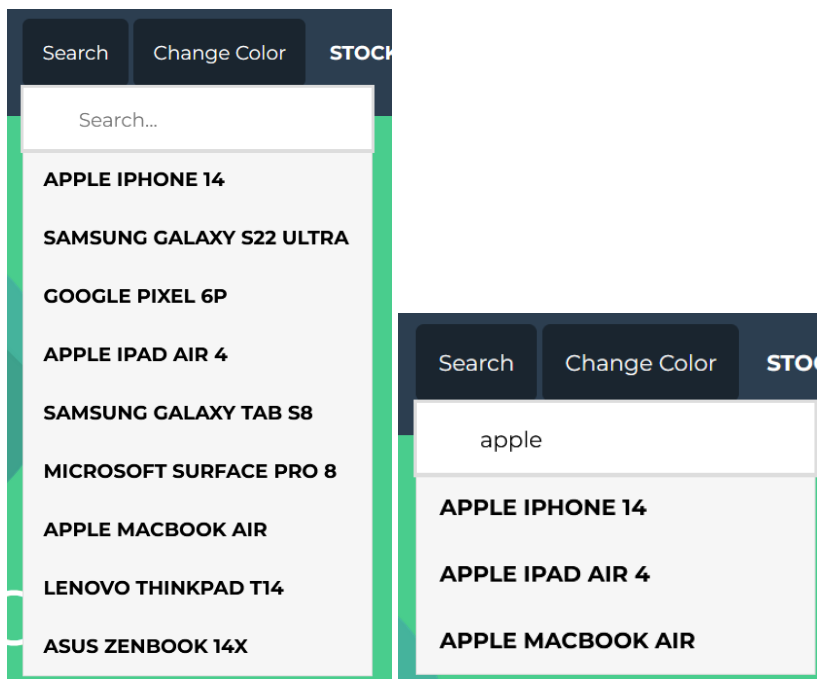 Search Change Color STOCK
Search...
APPLE IPHONE 14
SAMSUNG GALAXY S22 ULTRA
GOOGLE PIXEL 6P
APPLE IPAD AIR 4
SAMSUNG GALAXY TAB S8
MICROSOFT SURFACE PRO 8
APPLE MACBOOK AIR
LENOVO THINKPAD T14
ASUS ZENBOOK 14X
Search Change Color STO
apple
APPLE IPHONE 14
APPLE IPAD AIR 4
APPLE MACBOOK AIR